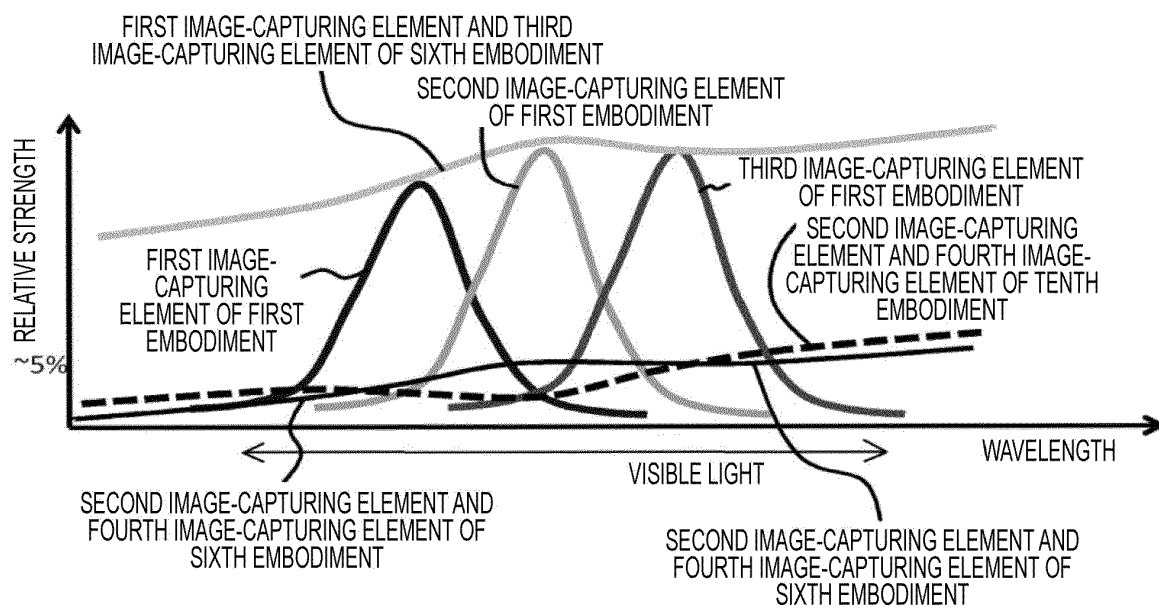 FIRST IMAGE-CAPTURING ELEMENT AND THIRD
IMAGE-CAPTURING ELEMENT OF SIXTH EMBODIMENT
SECOND IMAGE-CAPTURING ELEMENT
OF FIRST EMBODIMENT
RELATIVE STRENGTH
THIRD IMAGE-CAPTURING ELEMENT
OF FIRST EMBODIMENT
SECOND IMAGE-CAPTURING
ELEMENT AND FOURTH IMAGE-
CAPTURING ELEMENT OF TENTH
EMBODIMENT
FIRST IMAGE-
CAPTURING
ELEMENT OF FIRST
EMBODIMENT
~5%
WAVELENGTH
VISIBLE LIGHT
SECOND IMAGE-CAPTURING ELEMENT AND
FOURTH IMAGE-CAPTURING ELEMENT OF
SIXTH EMBODIMENT
SECOND IMAGE-CAPTURING ELEMENT AND
FOURTH IMAGE-CAPTURING ELEMENT OF
SIXTH EMBODIMENT